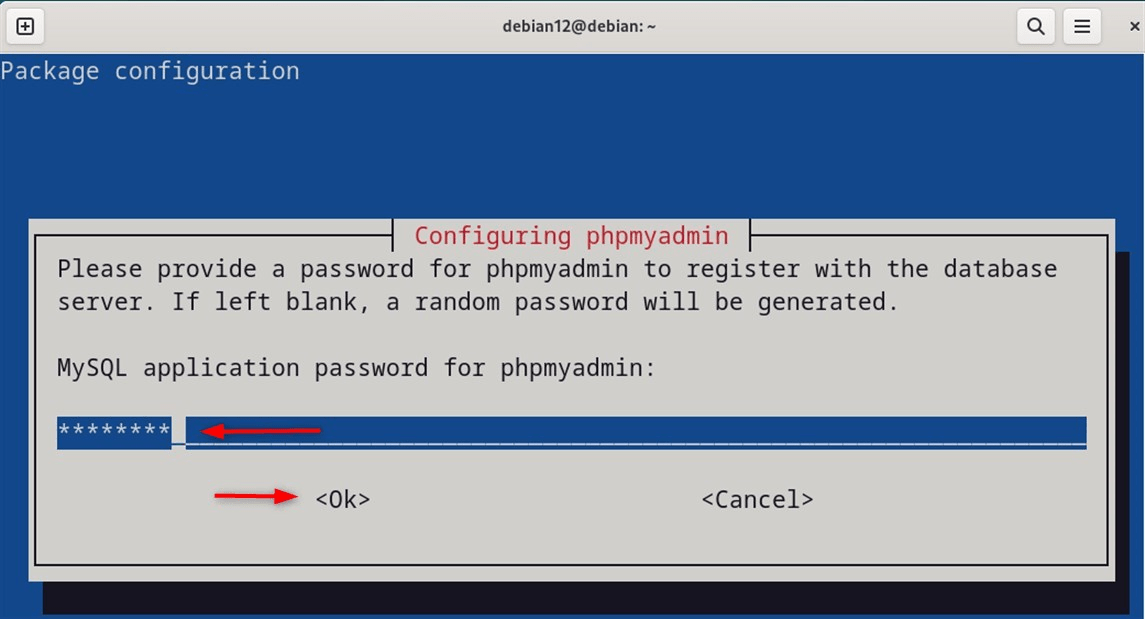 debian12@debian: ~
Package configuration
Configuring phpmyadmin
Please provide a password for phpmyadmin to register with the database
server. If left blank, a random password will be generated.
MySQL application password for phpmyadmin:
********
<Ok> <Cancel>